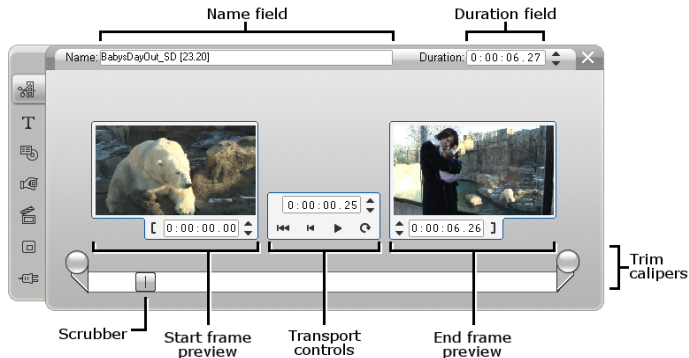 Name field
Duration field
Name: BabysDayOut_SD [23.20]
Duration: 0:00:06.27
T
0:00:00.25
[ 0:00:00.00
0:00:06.26 ]
Trim
calipers
Scrubber
Start frame
preview
Transport
controls
End frame
preview